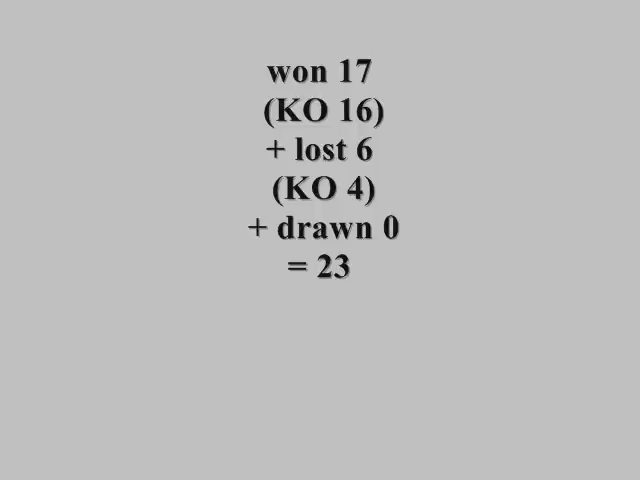 won 17
(KO 16)
+ lost 6
(KO 4)
+ drawn 0
= 23